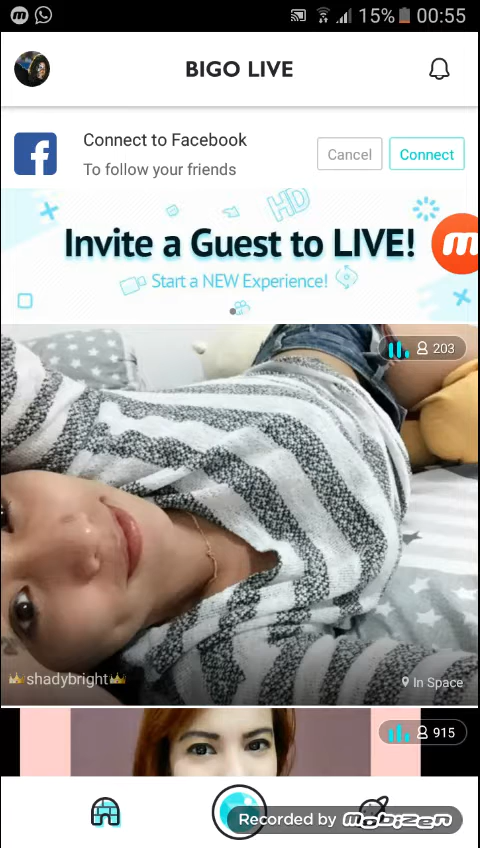 15% 00:55
BIGO LIVE
Connect to Facebook
To follow your friends
Cancel
Connect
HD
Invite a Guest to LIVE!
Start a NEW Experience!
203
👑shadybright👑
In Space
915
Recorded by mobizen